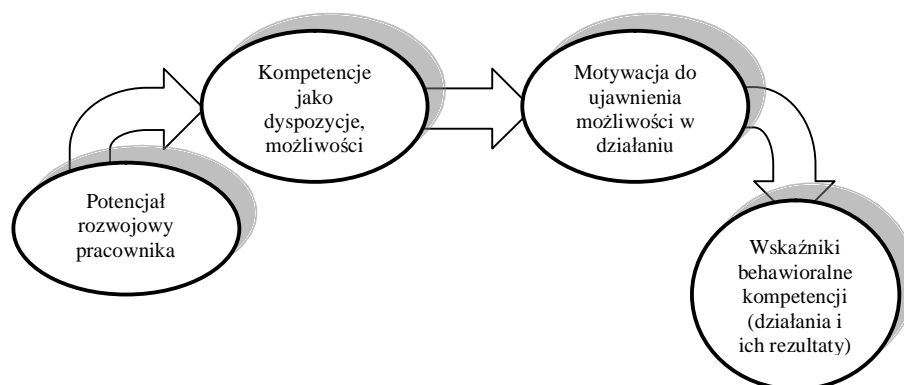 Potencjał
rozwojowy
pracownika
Kompetencje
jako
dyspozycje,
możliwości
Motywacja do
ujawnienia
możliwości w
działaniu
Wskaźniki
behawioralne
kompetencji
(działania i
ich rezultaty)